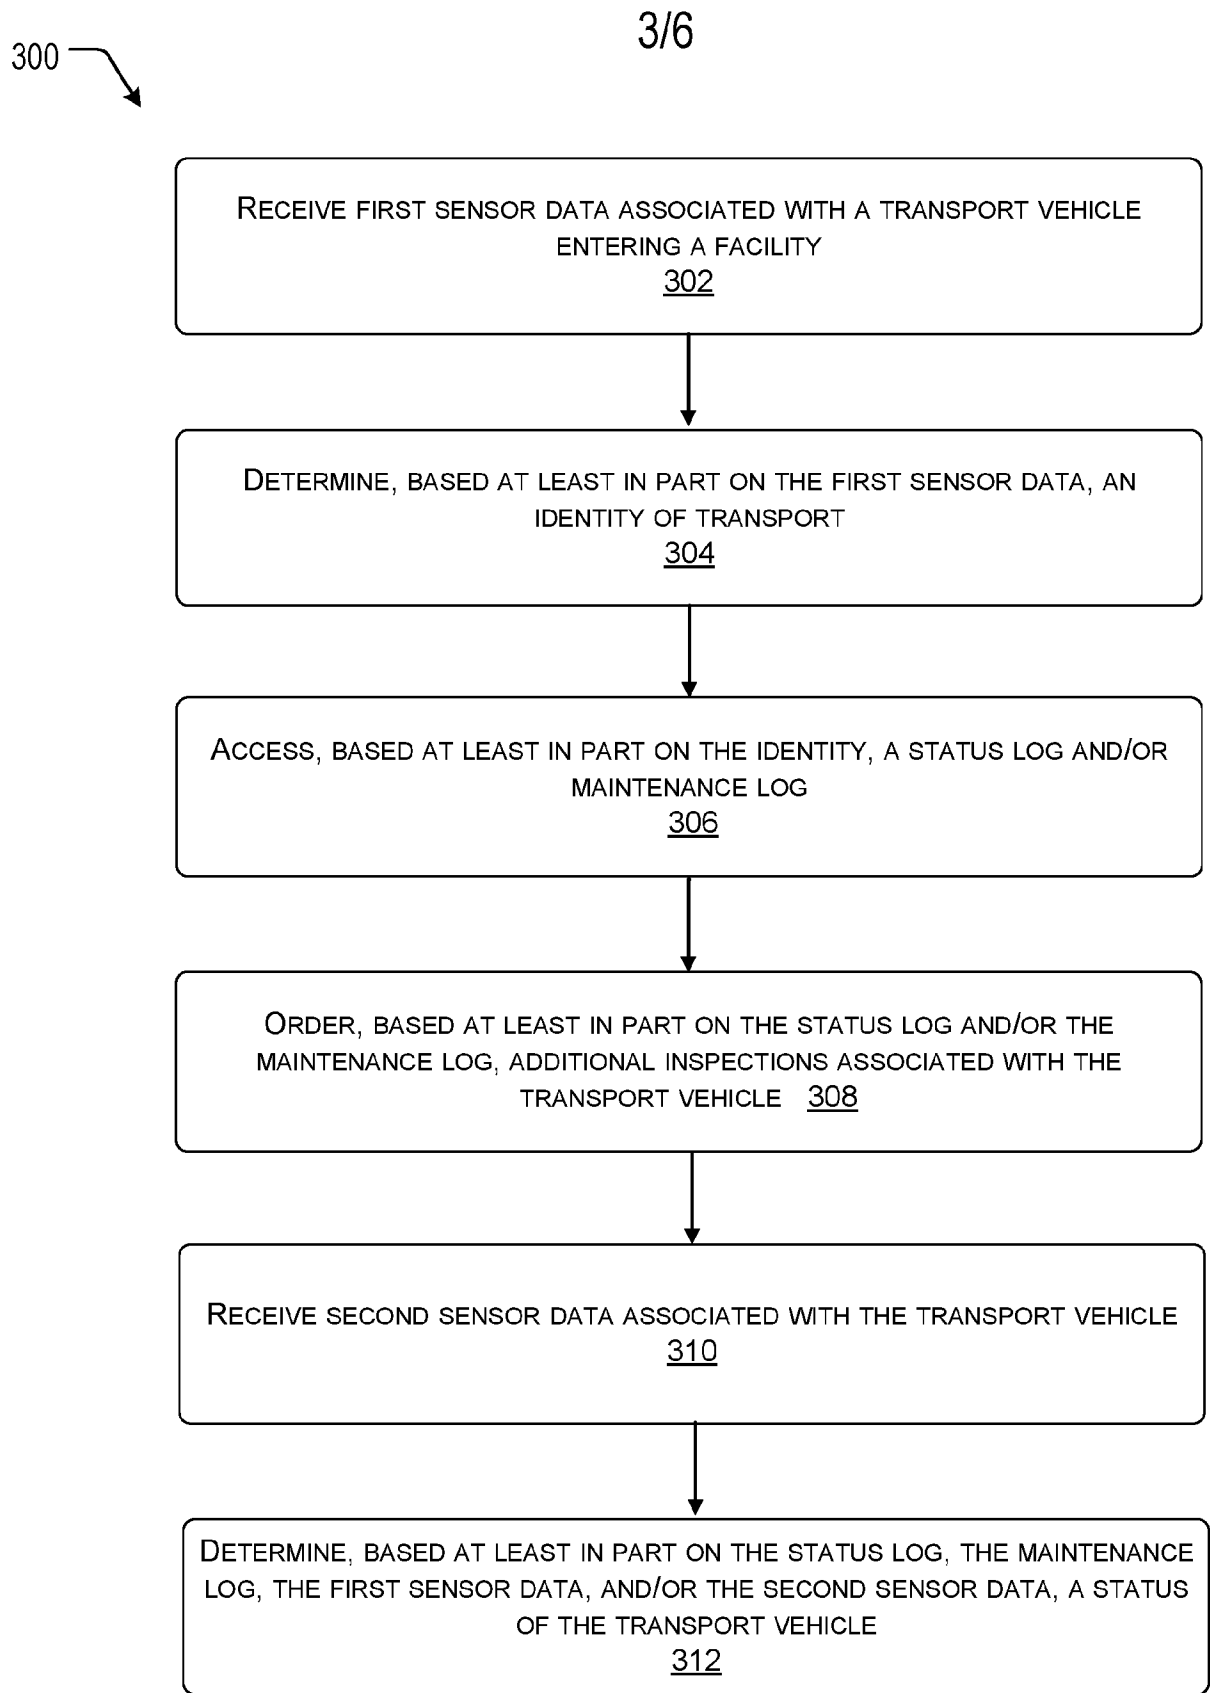 3/6
300
RECEIVE FIRST SENSOR DATA ASSOCIATED WITH A TRANSPORT VEHICLE
ENTERING A FACILITY
302
DETERMINE, BASED AT LEAST IN PART ON THE FIRST SENSOR DATA, AN
IDENTITY OF TRANSPORT
304
ACCESS, BASED AT LEAST IN PART ON THE IDENTITY, A STATUS LOG AND/OR
MAINTENANCE LOG
306
ORDER, BASED AT LEAST IN PART ON THE STATUS LOG AND/OR THE
MAINTENANCE LOG, ADDITIONAL INSPECTIONS ASSOCIATED WITH THE
TRANSPORT VEHICLE 308
RECEIVE SECOND SENSOR DATA ASSOCIATED WITH THE TRANSPORT VEHICLE
310
DETERMINE, BASED AT LEAST IN PART ON THE STATUS LOG, THE MAINTENANCE
LOG, THE FIRST SENSOR DATA, AND/OR THE SECOND SENSOR DATA, A STATUS
OF THE TRANSPORT VEHICLE
312